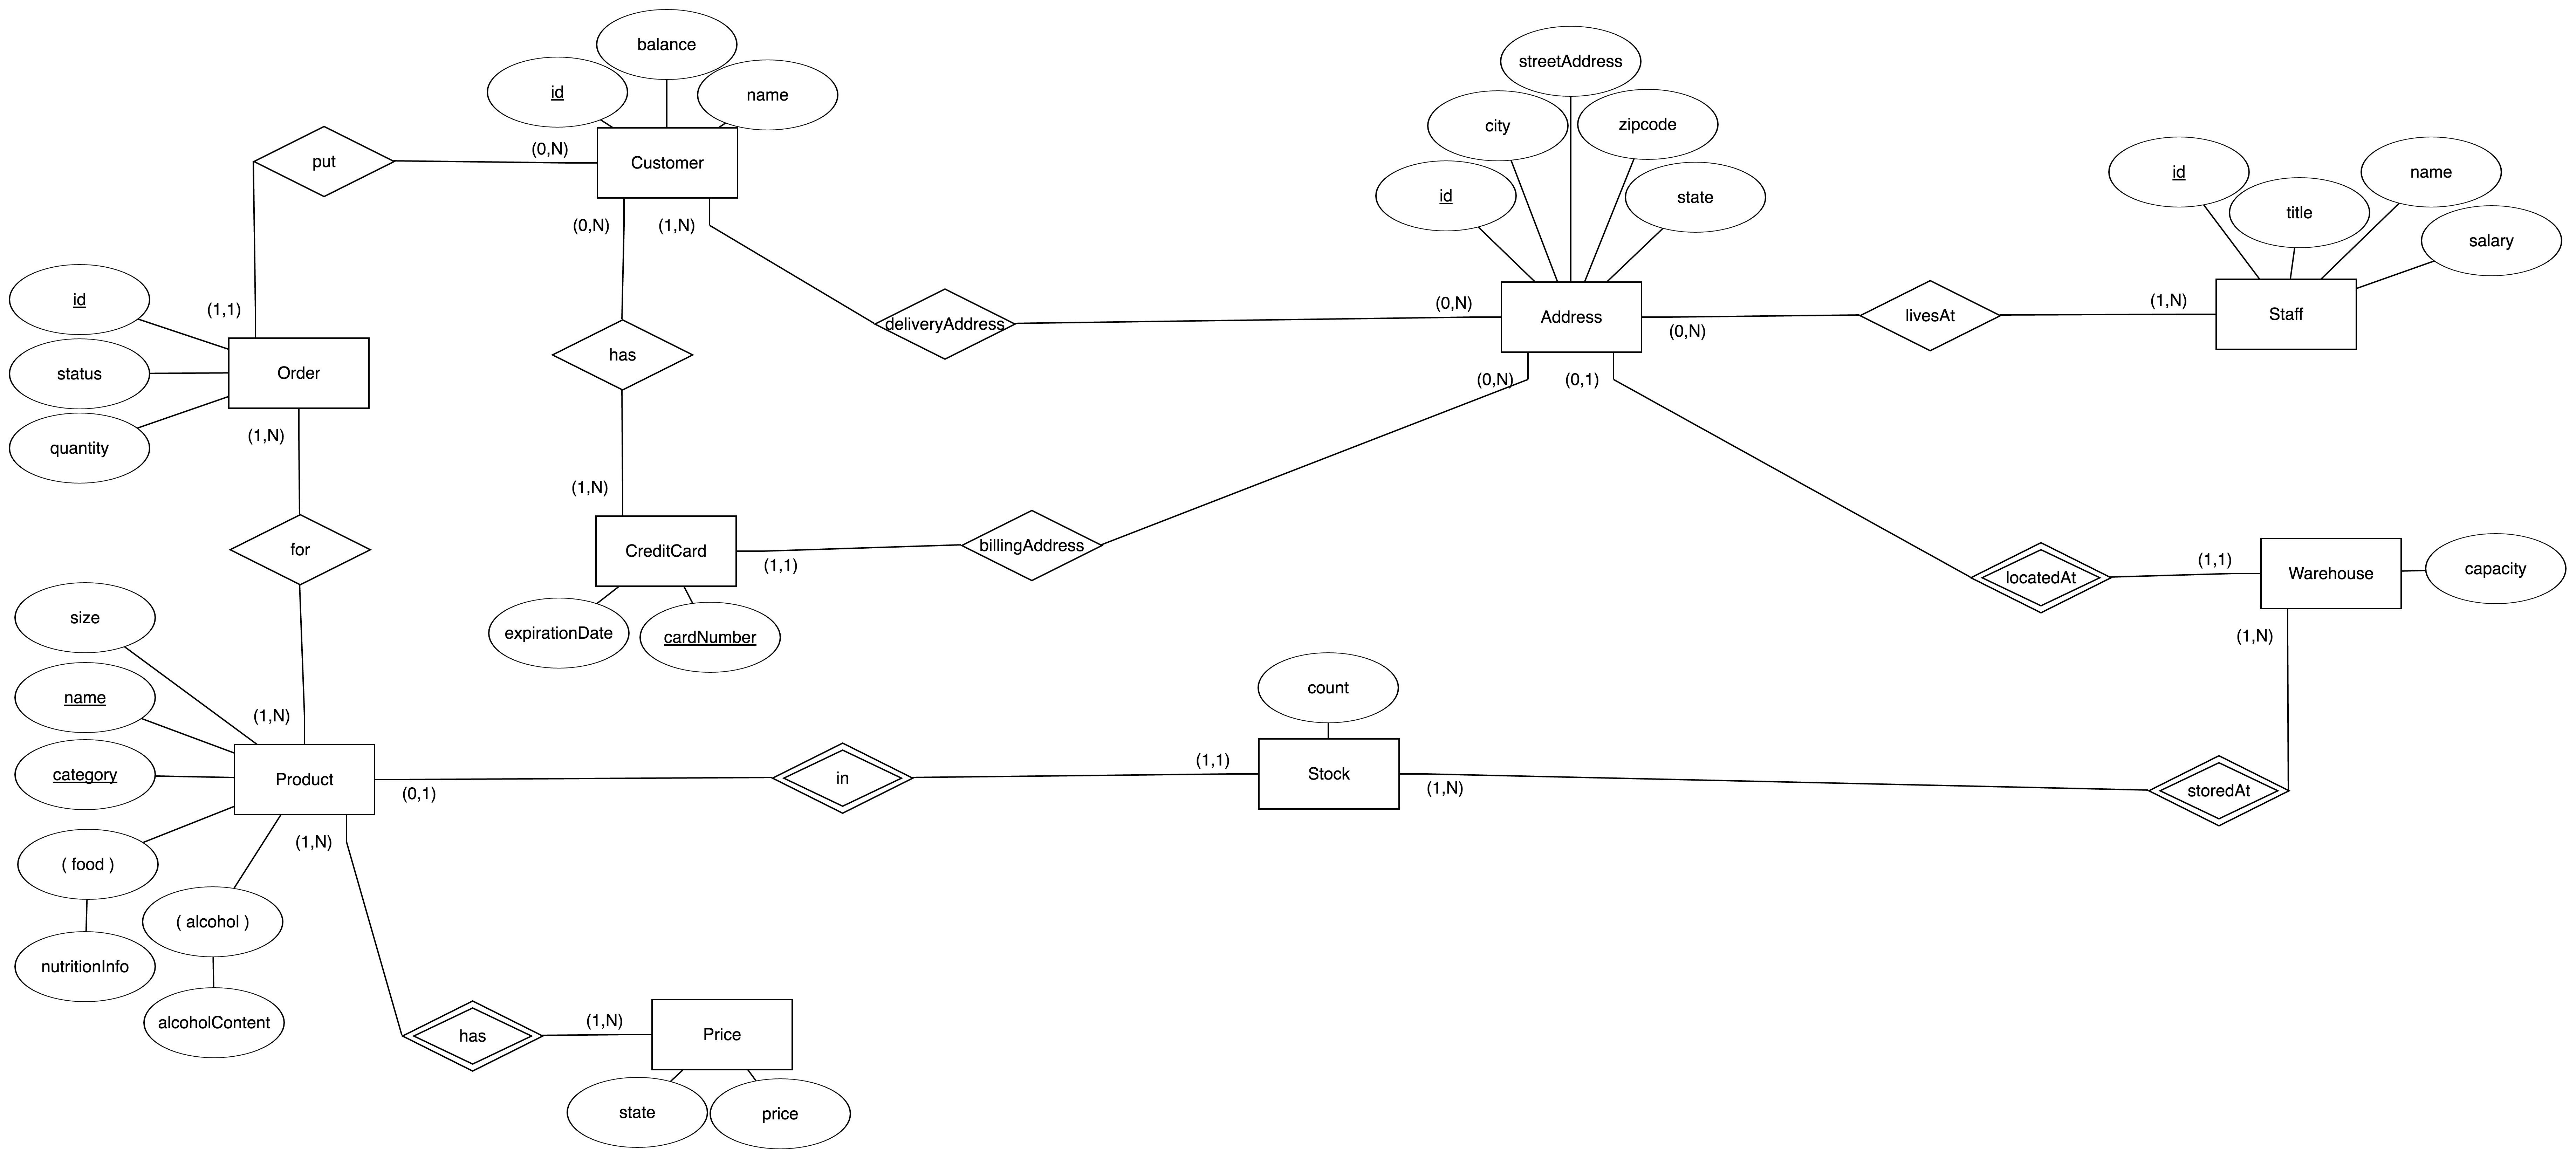 balance
id
name
put
(0,N)
Customer
(0,N)
(1,N)
streetAddress
city
zipcode
id
state
id
title
name
salary
id
status
quantity
(1,1)
Order
(1,N)
has
deliveryAddress
(0,N)
Address
(0,N)
livesAt
(1,N)
Staff
(0,N)
(0,1)
for
(1,N)
CreditCard
(1,1)
billingAddress
expirationDate
cardNumber
locatedAt
(1,1)
Warehouse
capacity
(1,N)
size
name
category
(1,N)
Product
(0,1)
in
(1,1)
count
Stock
(1,N)
storedAt
( food )
nutritionInfo
( alcohol )
alcoholContent
(1,N)
has
(1,N)
Price
state
price